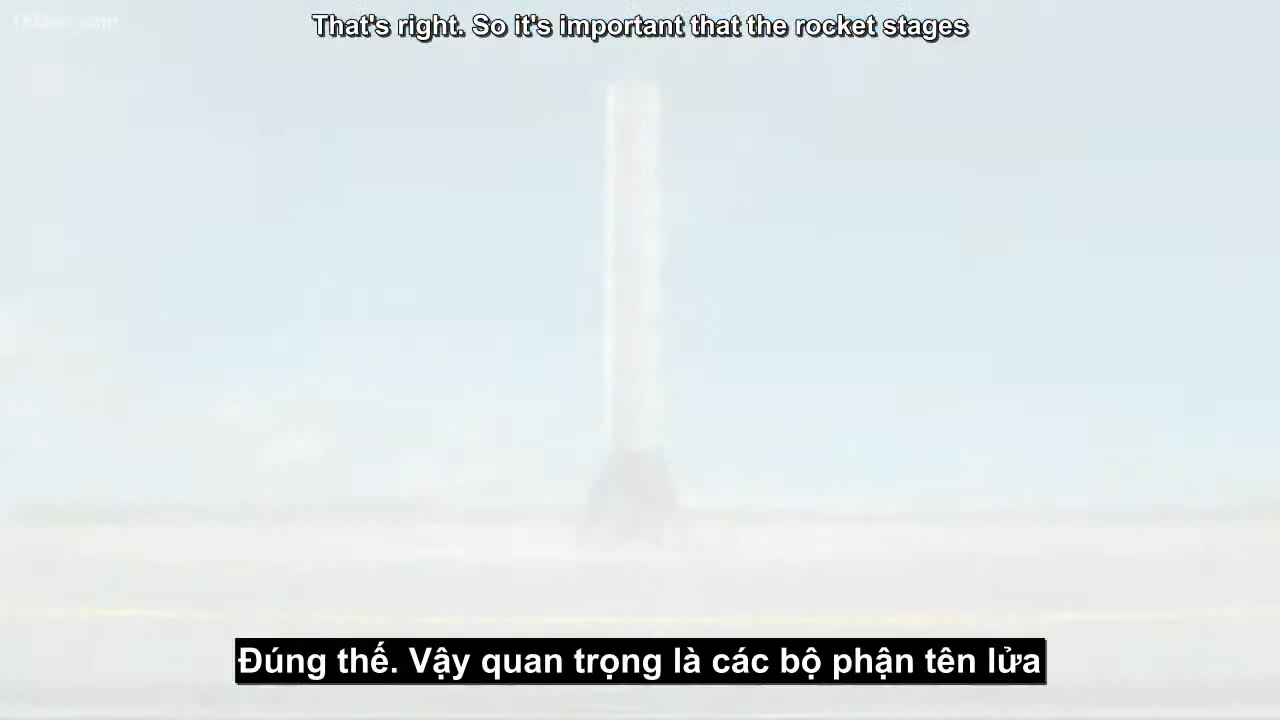 That's right. So it's important that the rocket stages
Đúng thế. Vậy quan trọng là các bộ phận tên lửa